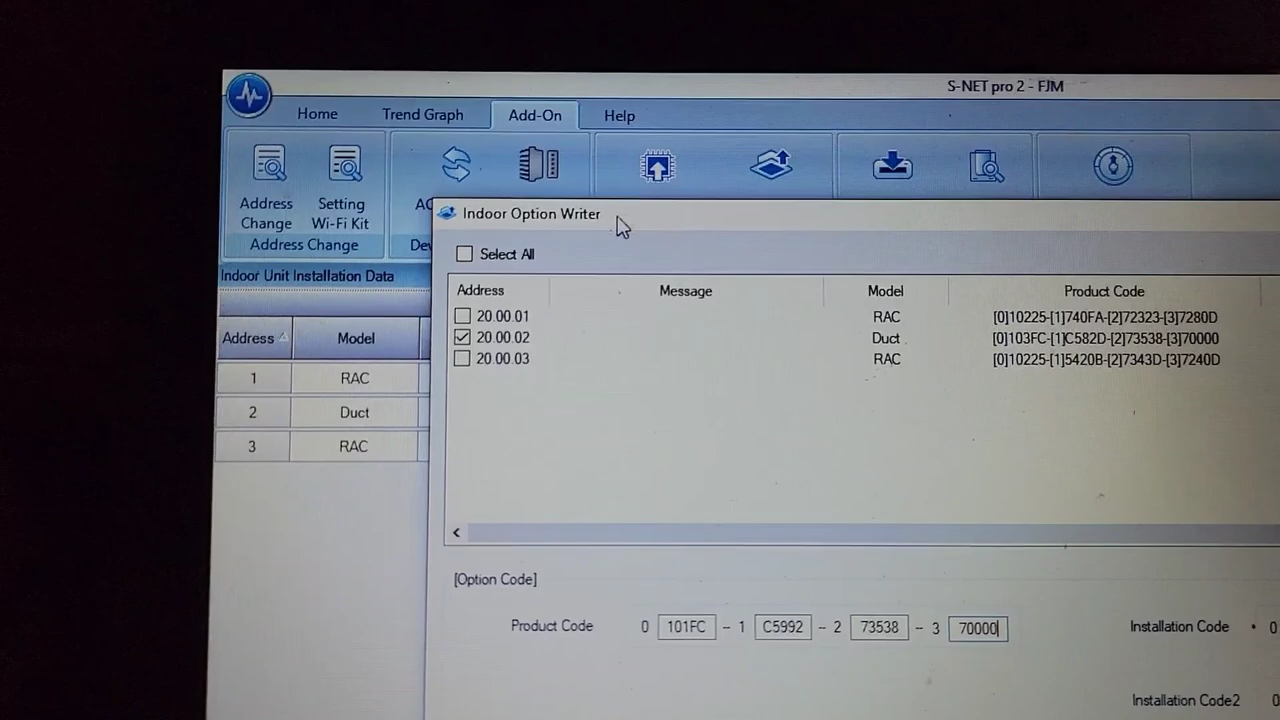 S-NET pro 2 - FJM
Home Trend Graph Add-On Help
Address Change Setting Wi-Fi Kit
Address Change
Indoor Option Writer
Select All
Indoor Unit Installation Data
Address Message Model Product Code
20.00.01 RAC [0]10225-[1]740FA-[2]72323-[3]7280D
20.00.02 Duct [0]103FC-[1]C582D-[2]73538-[3]70000
20.00.03 RAC [0]10225-[1]5420B-[2]7343D-[3]7240D
Address Model
1 RAC
2 Duct
3 RAC
[Option Code]
Product Code 0 101FC - 1 C5992 - 2 73538 - 3 70000 Installation Code 0
Installation Code2 0